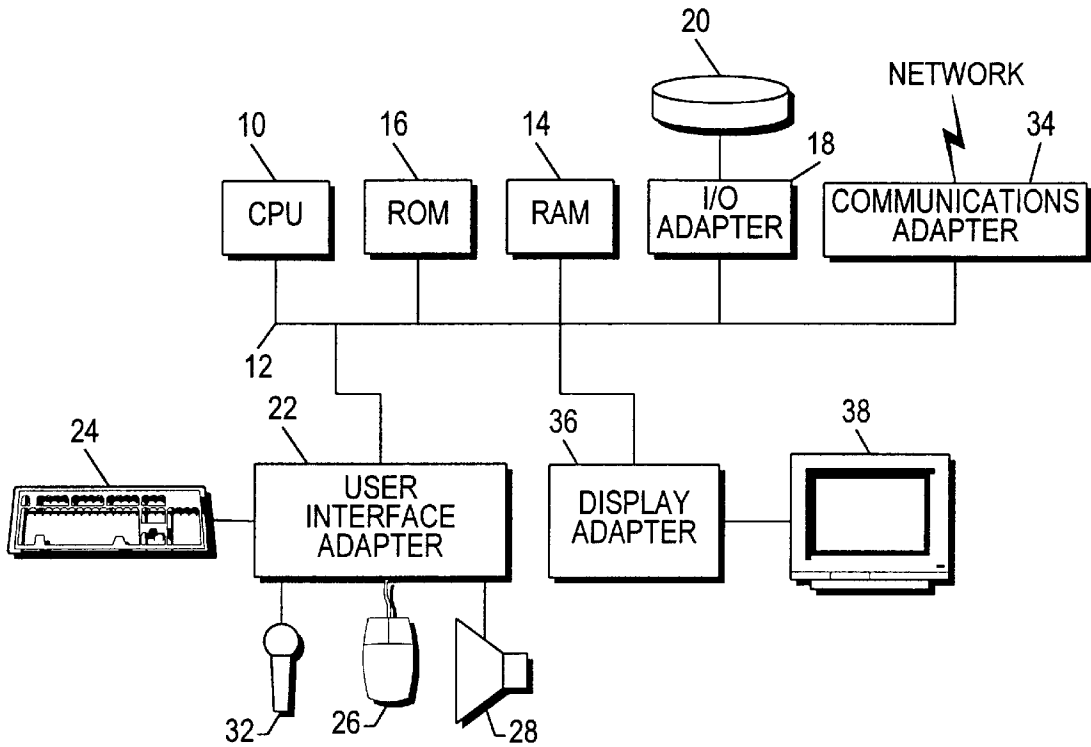 20
NETWORK
10
16
14
18
34
CPU
ROM
RAM
I/O
ADAPTER
COMMUNICATIONS
ADAPTER
12
24
22
36
38
USER
INTERFACE
ADAPTER
DISPLAY
ADAPTER
32
26
28